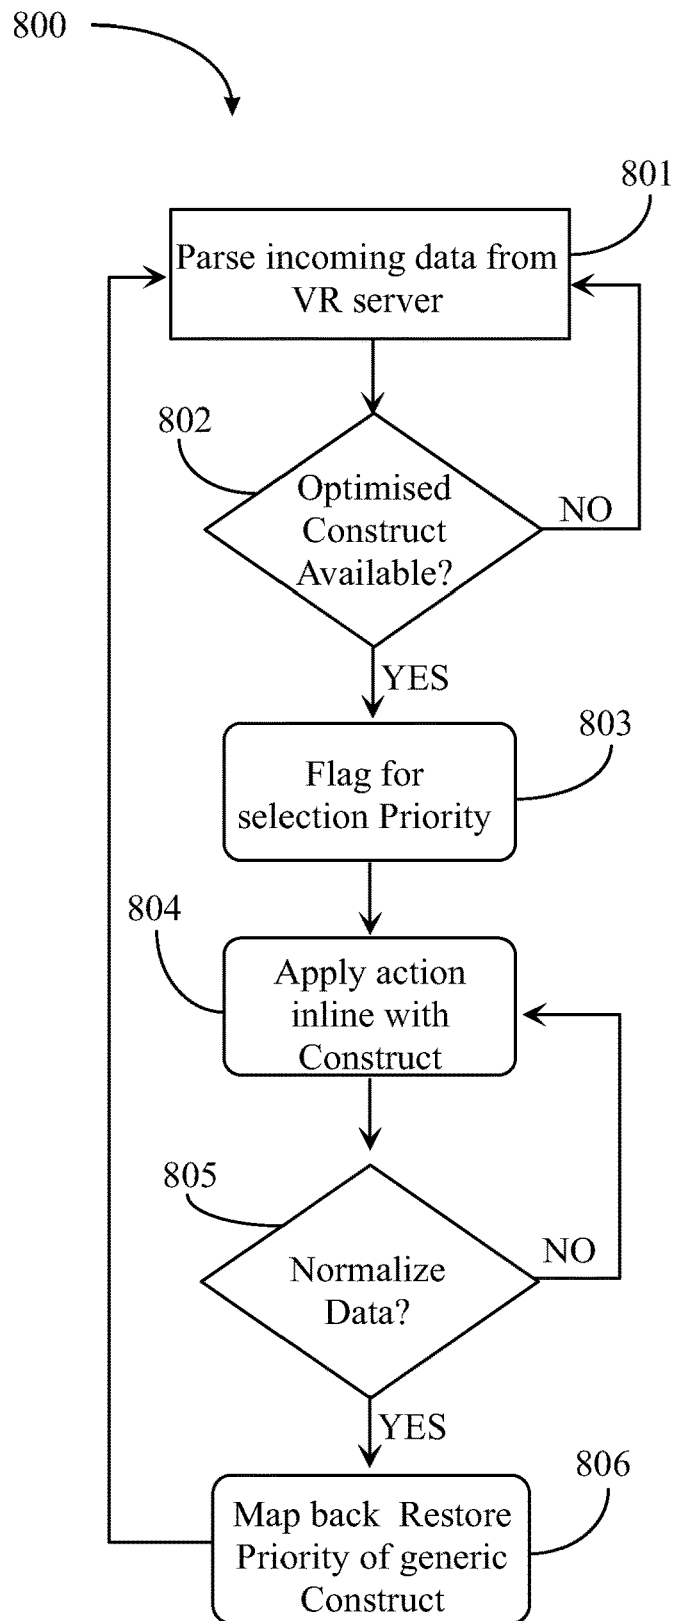 800
801
Parse incoming data from
VR server
802
Optimised
Construct
Available?
NO
YES
803
Flag for
selection Priority
804
Apply action
inline with
Construct
805
Normalize
Data?
NO
YES
806
Map back Restore
Priority of generic
Construct